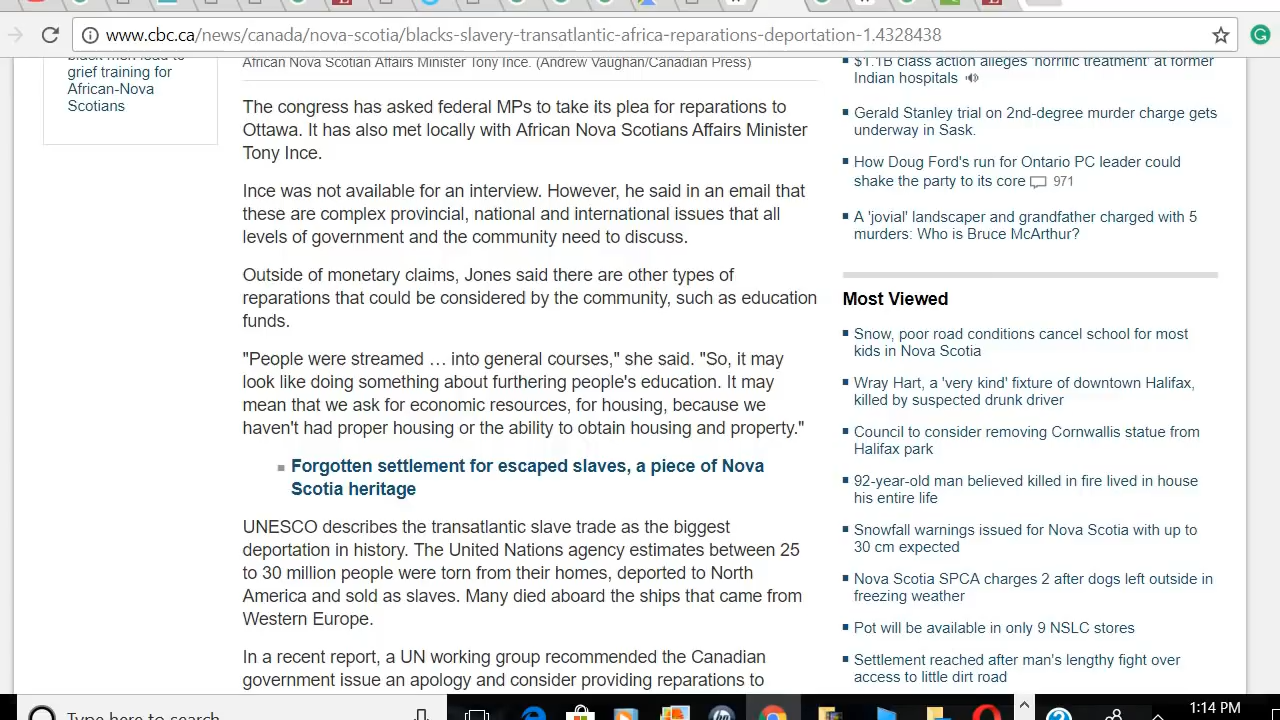 www.cbc.ca/news/canada/nova-scotia/blacks-slavery-transatlantic-africa-reparations-deportation-1.4328438
grief training for
African-Nova
Scotians
African Nova Scotian Affairs Minister Tony Ince. (Andrew Vaughan/Canadian Press)
The congress has asked federal MPs to take its plea for reparations to
Ottawa. It has also met locally with African Nova Scotians Affairs Minister
Tony Ince.
Ince was not available for an interview. However, he said in an email that
these are complex provincial, national and international issues that all
levels of government and the community need to discuss.
Outside of monetary claims, Jones said there are other types of
reparations that could be considered by the community, such as education
funds.
"People were streamed … into general courses," she said. "So, it may
look like doing something about furthering people's education. It may
mean that we ask for economic resources, for housing, because we
haven't had proper housing or the ability to obtain housing and property."
Forgotten settlement for escaped slaves, a piece of Nova
Scotia heritage
UNESCO describes the transatlantic slave trade as the biggest
deportation in history. The United Nations agency estimates between 25
to 30 million people were torn from their homes, deported to North
America and sold as slaves. Many died aboard the ships that came from
Western Europe.
In a recent report, a UN working group recommended the Canadian
government issue an apology and consider providing reparations to
$1.1B class action alleges 'horrific treatment' at former
Indian hospitals
Gerald Stanley trial on 2nd-degree murder charge gets
underway in Sask.
How Doug Ford's run for Ontario PC leader could
shake the party to its core 971
A 'jovial' landscaper and grandfather charged with 5
murders: Who is Bruce McArthur?
Most Viewed
Snow, poor road conditions cancel school for most
kids in Nova Scotia
Wray Hart, a 'very kind' fixture of downtown Halifax,
killed by suspected drunk driver
Council to consider removing Cornwallis statue from
Halifax park
92-year-old man believed killed in fire lived in house
his entire life
Snowfall warnings issued for Nova Scotia with up to
30 cm expected
Nova Scotia SPCA charges 2 after dogs left outside in
freezing weather
Pot will be available in only 9 NSLC stores
Settlement reached after man's lengthy fight over
access to little dirt road
Type here to search
1:14 PM